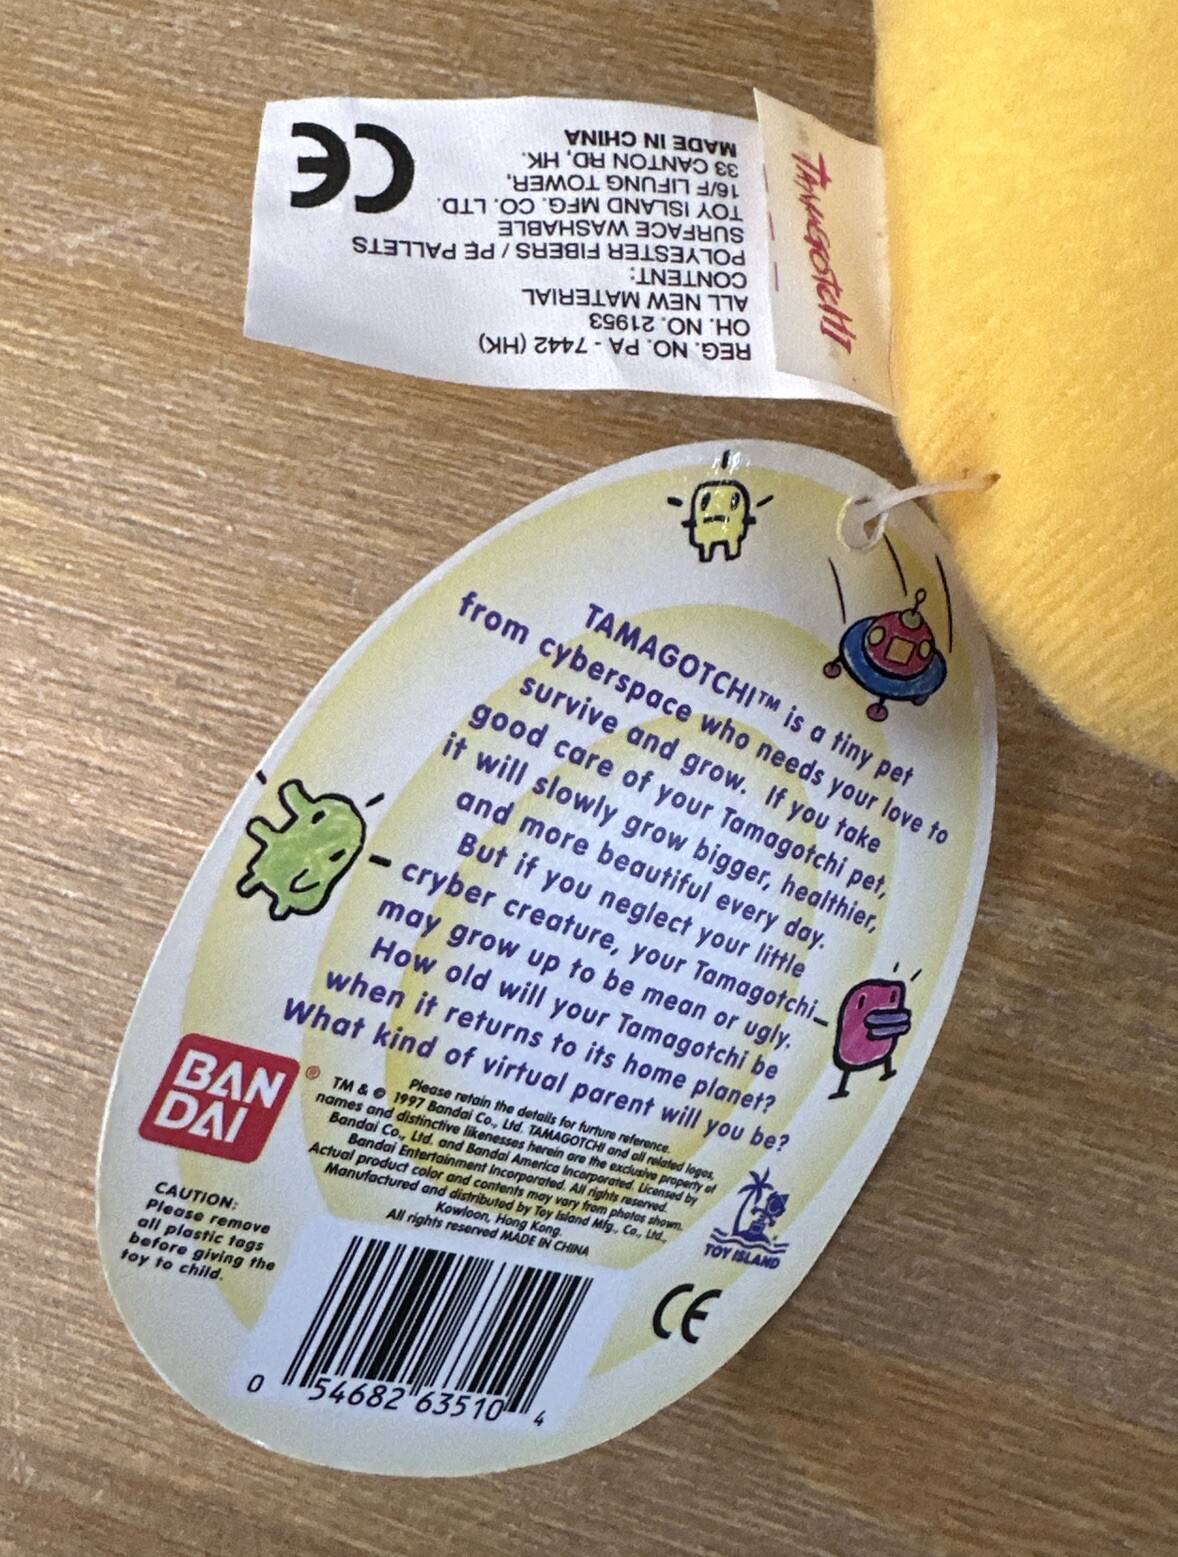 REG. NO. PA - 7442 (HK)
OH. NO. 21953
ALL NEW MATERIAL
CONTENT:
POLYESTER FIBERS / PE PALLETS
SURFACE WASHABLE
TOY ISLAND MFG. CO. LTD.
16/F LIFUNG TOWER,
33 CANTON RD, HK.
MADE IN CHINA
CE
TAMAGOTCHI
TAMAGOTCHI™ is a tiny pet
from cyberspace who needs your love to
survive and grow. If you take
good care of your Tamagotchi pet,
it will slowly grow bigger, healthier,
and more beautiful every day.
But if you neglect your little
cryber creature, your Tamagotchi
may grow up to be mean or ugly.
How old will your Tamagotchi be
when it returns to its home planet?
What kind of virtual parent will you be?
BAN
DAI
®
Please retain the details for furture reference.
TM & © 1997 Bandai Co., Ltd. TAMAGOTCHI and all related logos,
names and distinctive likenesses herein are the exclusive property of
Bandai Co., Ltd. and Bandai America Incorporated. Licensed by
Bandai Entertainment Incorporated. All rights reserved.
Actual product color and contents may vary from photos shown.
Manufactured and distributed by Toy Island Mfg., Co., Ltd.,
Kowloon, Hong Kong.
All rights reserved MADE IN CHINA
TOY ISLAND
CAUTION:
Please remove
all plastic tags
before giving the
toy to child.
CE
0 54682 63510 4